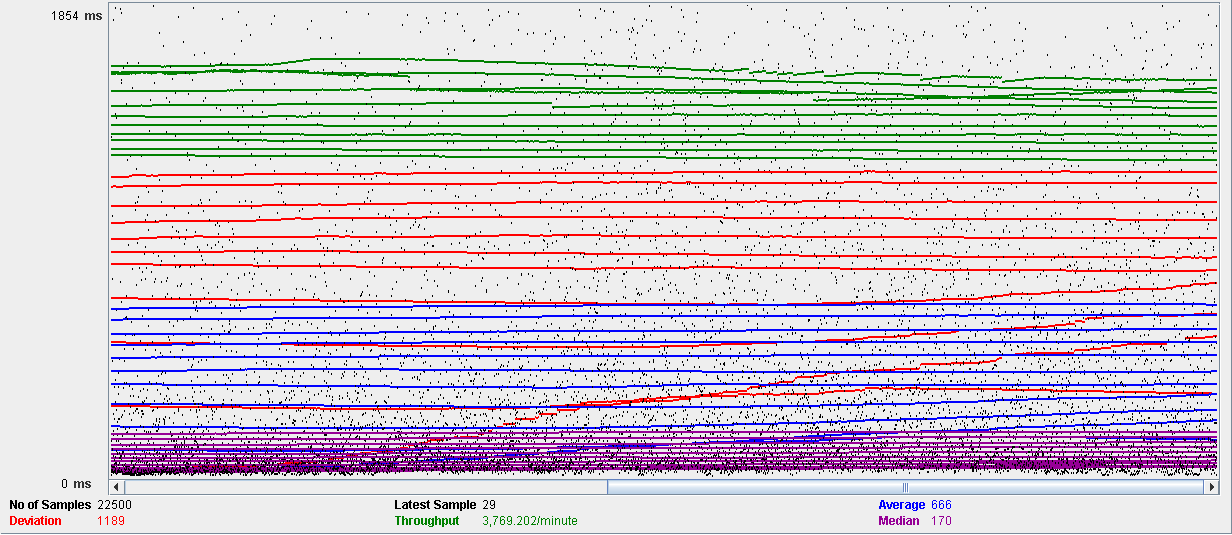 1854 ms
0 ms
No of Samples 22500 Latest Sample 29 Average 666
Deviation 1189 Throughput 3,769.202/minute Median 170